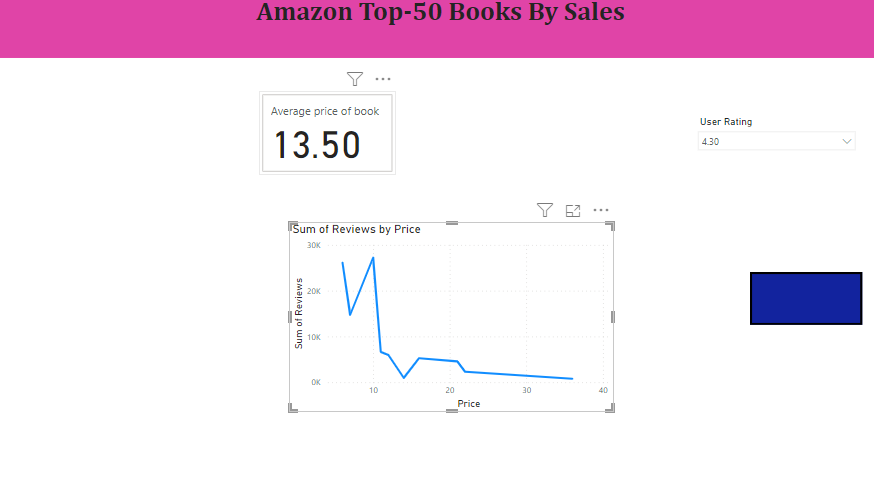 Amazon Top-50 Books By Sales
Average price of book
13.50
User Rating
4.30
Sum of Reviews by Price
30K
20K
10K
0K
Sum of Reviews
10 20 30 40
Price